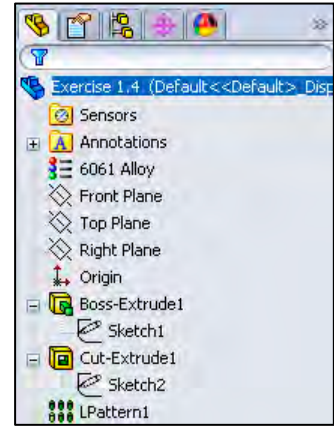 Exercise 1.4 (Default<<Default>_Disp
Sensors
Annotations
6061 Alloy
Front Plane
Top Plane
Right Plane
Origin
Boss-Extrude1
Sketch1
Cut-Extrude1
Sketch2
LPattern1